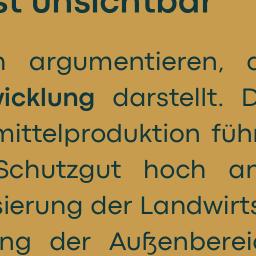 st unsichtbar
n argumentieren, d
wicklung darstellt. D
mittelproduktion führ
Schutzgut hoch an
sierung der Landwirts
ng der Außenbereic